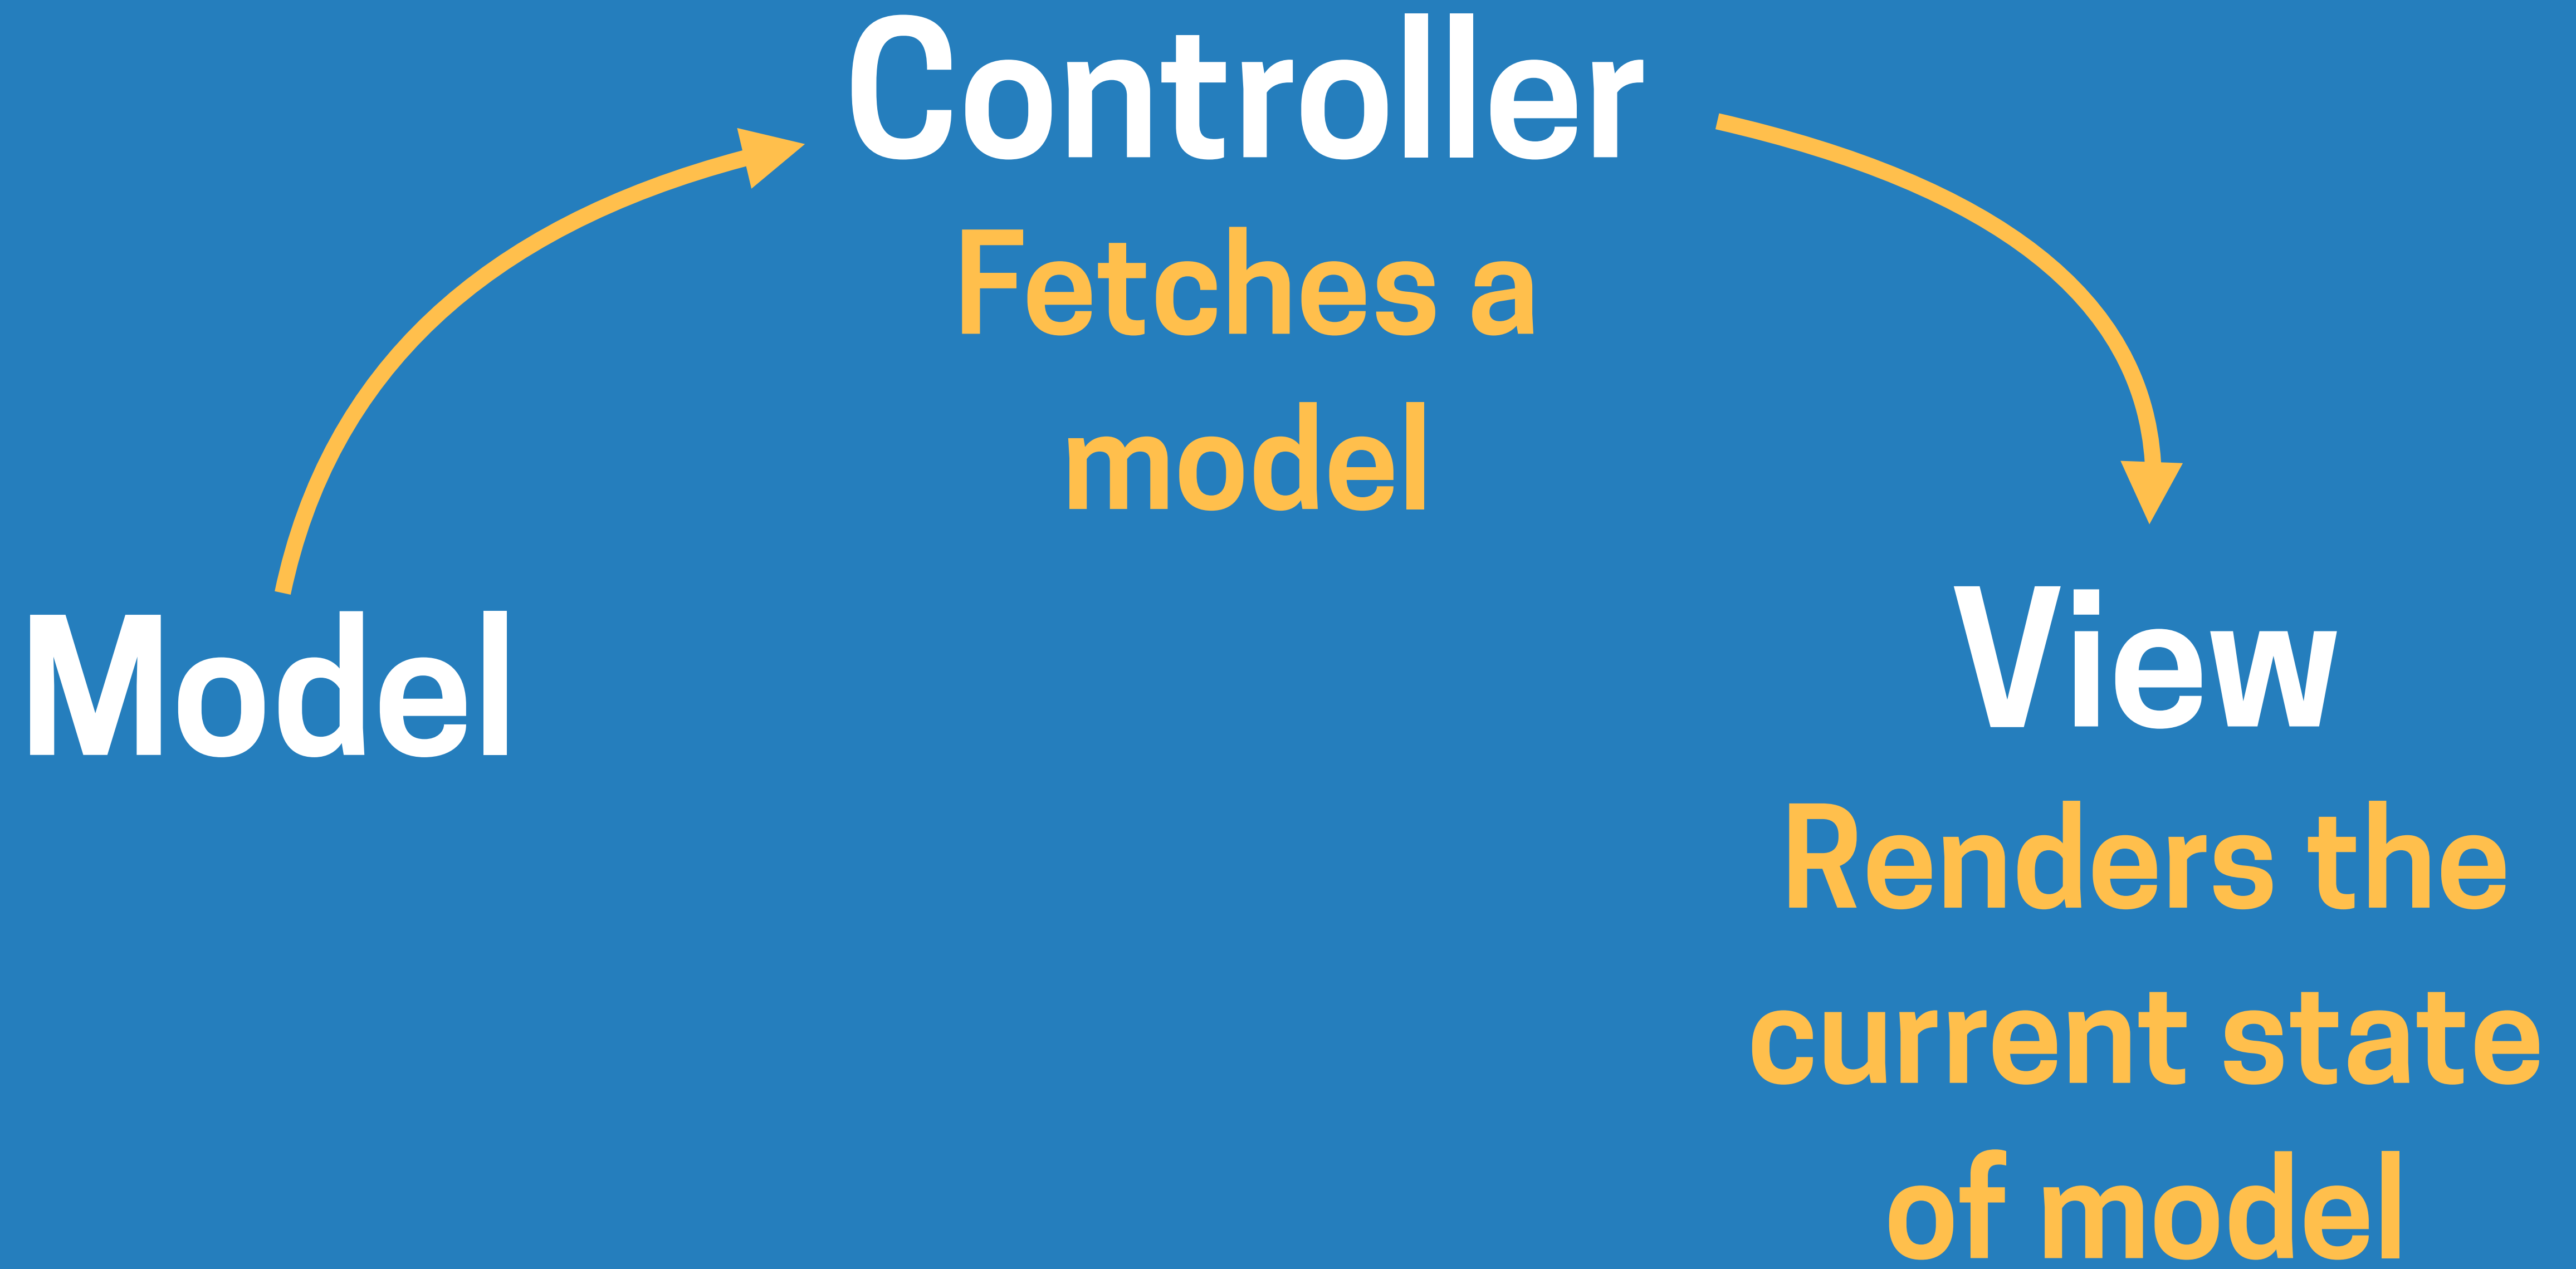 Controller
Fetches a
model
Model
View
Renders the
current state
of model